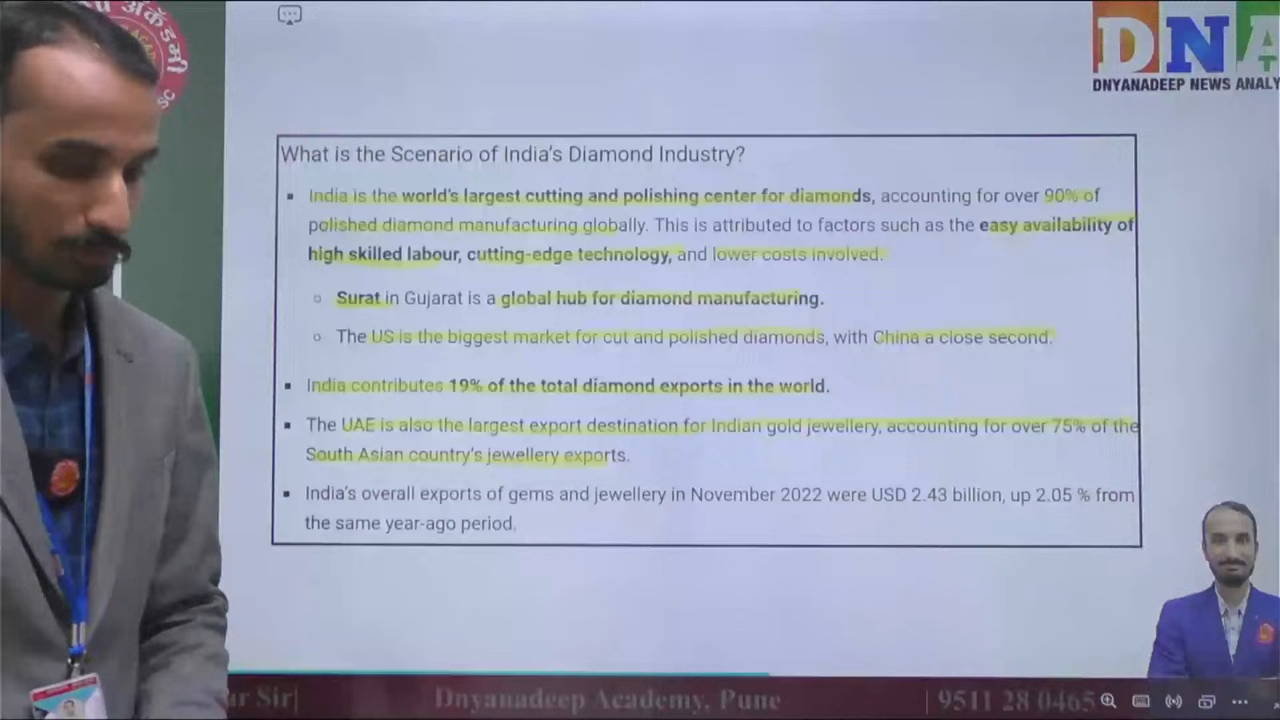 अॅकॅडमी
DNA
DNYANADEEP NEWS ANALY
What is the Scenario of India's Diamond Industry?
▪ India is the world's largest cutting and polishing center for diamonds, accounting for over 90% of
polished diamond manufacturing globally. This is attributed to factors such as the easy availability of
high skilled labour, cutting-edge technology, and lower costs involved.
○ Surat in Gujarat is a global hub for diamond manufacturing.
○ The US is the biggest market for cut and polished diamonds, with China a close second.
▪ India contributes 19% of the total diamond exports in the world.
▪ The UAE is also the largest export destination for Indian gold jewellery, accounting for over 75% of the
South Asian country's jewellery exports.
▪ India's overall exports of gems and jewellery in November 2022 were USD 2.43 billion, up 2.05 % from
the same year-ago period.
ar Sir| Dnyanadeep Academy, Pune | 9511 28 0465